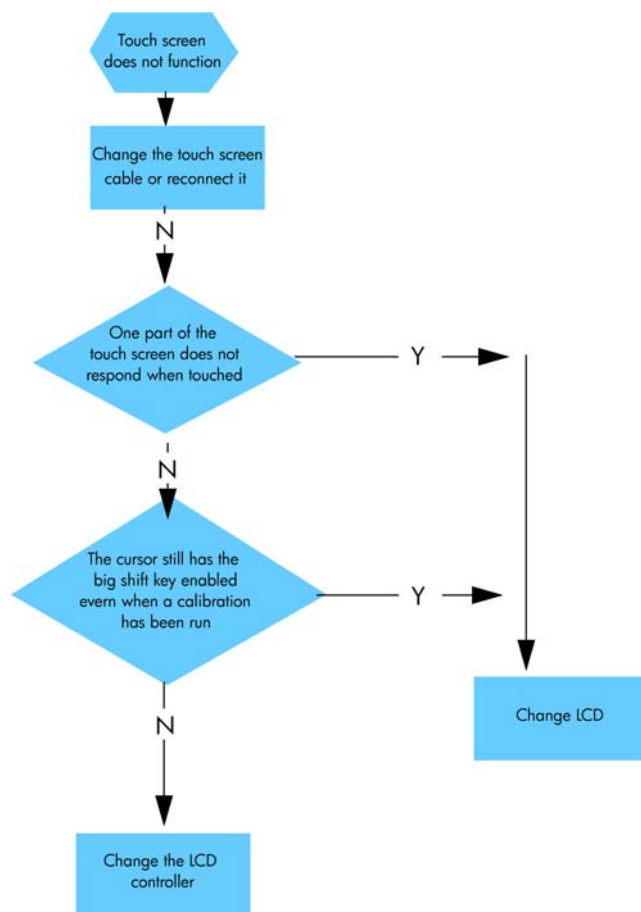 Touch screen
does not function
Change the touch screen
cable or reconnect it
N
One part of the
touch screen does not
respond when touched
Y
N
The cursor still has the
big shift key enabled
evern when a calibration
has been run
Y
N
Change LCD
Change the LCD
controller